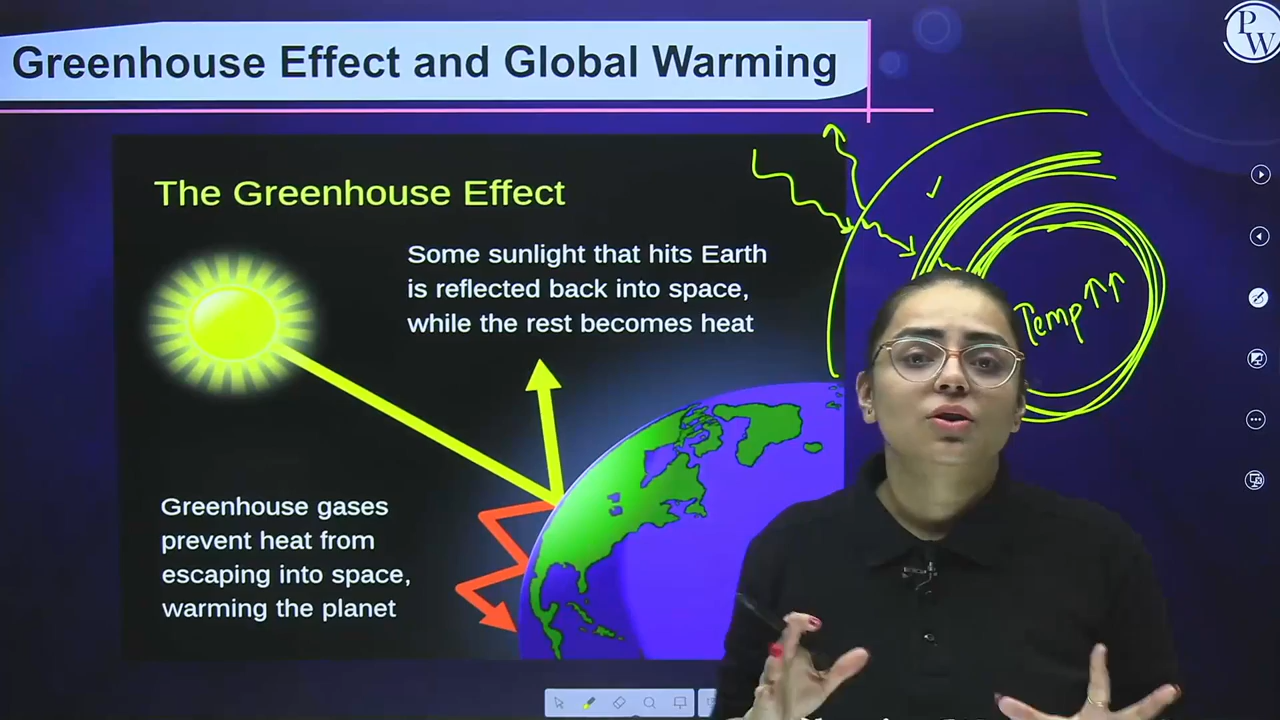 Greenhouse Effect and Global Warming
PW
The Greenhouse Effect
Some sunlight that hits Earth
is reflected back into space,
while the rest becomes heat
Temp ↑↑
Greenhouse gases
prevent heat from
escaping into space,
warming the planet